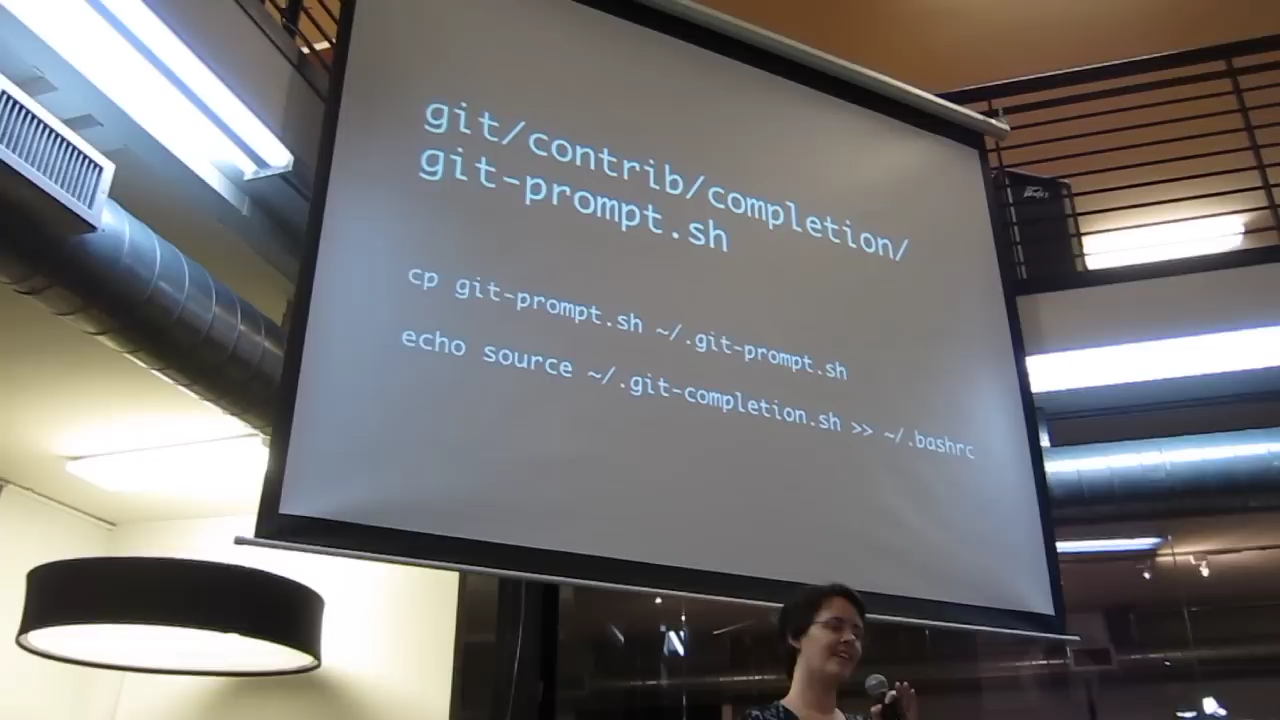 git/contrib/completion/
git-prompt.sh
cp git-prompt.sh ~/.git-prompt.sh
echo source ~/.git-completion.sh >> ~/.bashrc